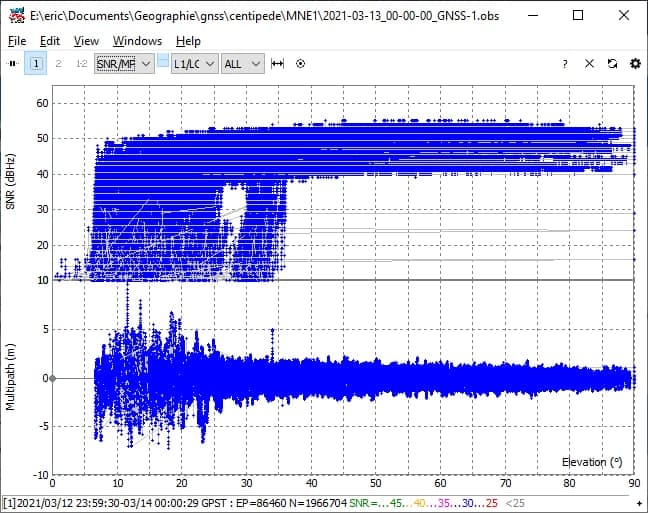 E:\eric\Documents\Geographie\gnss\centipede\MNE1\2021-03-13_00-00-00_GNSS-1.obs
File Edit View Windows Help
1 2 1-2 SNR/MP L1/LC ALL ?
60
50
40
30
20
10
SNR (dBHz)
10
5
0
-5
-10
Multipath (m)
Elevation (°)
0 10 20 30 40 50 60 70 80 90
[1]2021/03/12 23:59:30-03/14 00:00:29 GPST : EP=86460 N=1966704 SNR=...45...40...35...30...25 <25